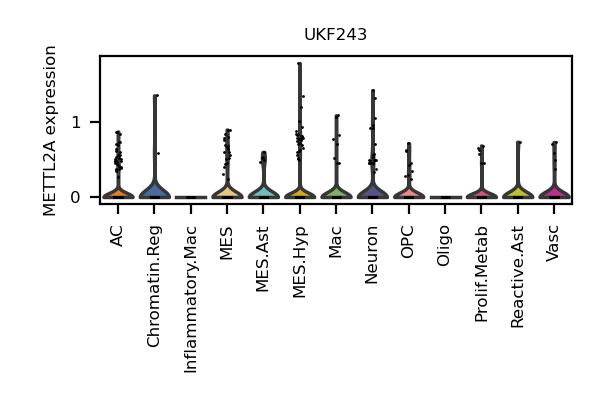 UKF243
METTL2A expression
1
0
AC
Chromatin.Reg
Inflammatory.Mac
MES
MES.Ast
MES.Hyp
Mac
Neuron
OPC
Oligo
Prolif.Metab
Reactive.Ast
Vasc